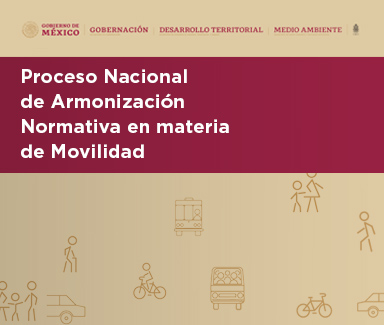 GOBIERNO DE
MÉXICO
GOBERNACIÓN
DESARROLLO TERRITORIAL
MEDIO AMBIENTE
Proceso Nacional
de Armonización
Normativa en materia
de Movilidad